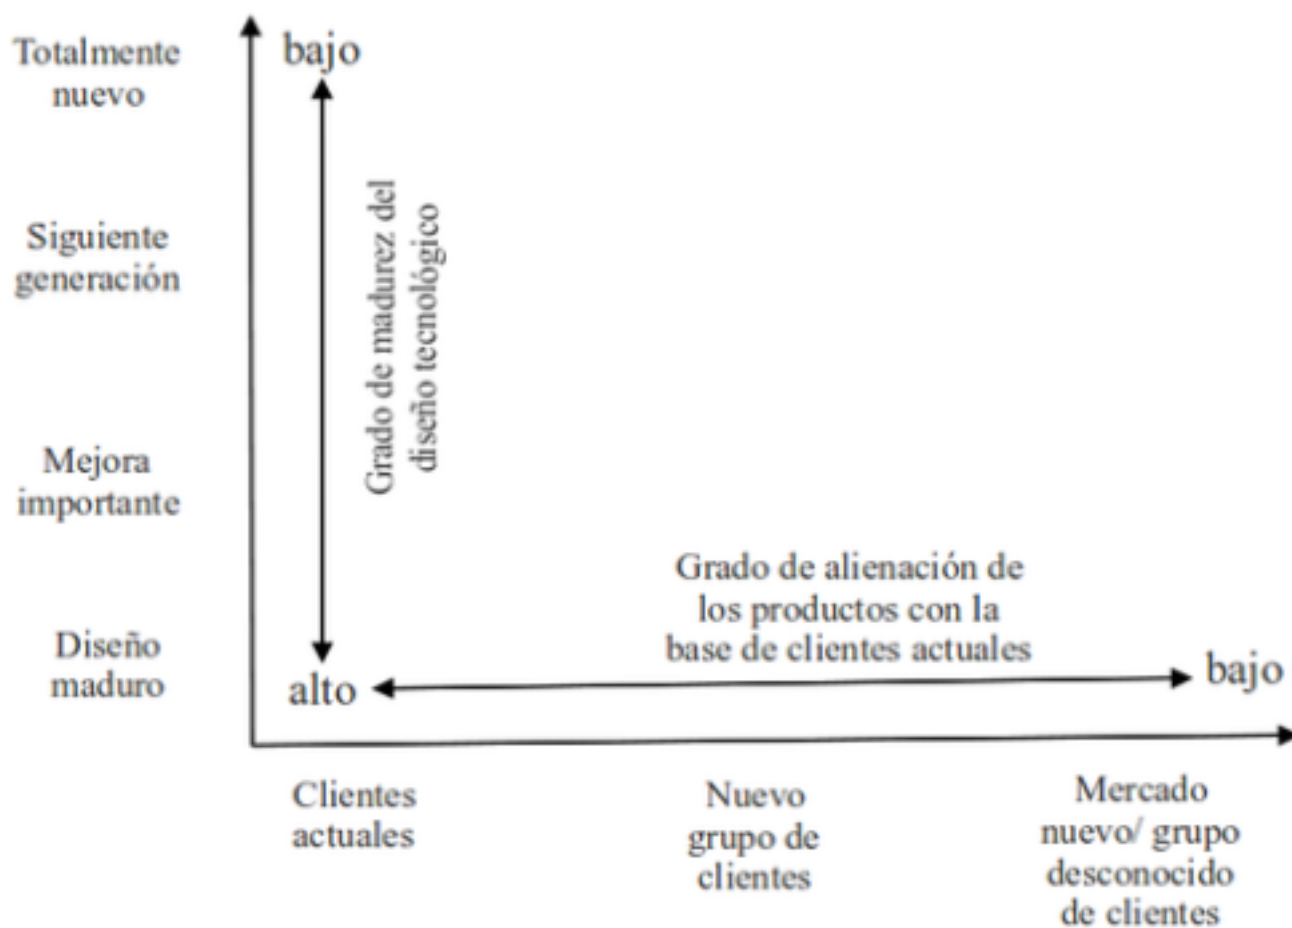 Totalmente
nuevo
bajo
Siguiente
generación
Grado de madurez del
diseño tecnológico
Mejora
importante
Grado de alienación de
los productos con la
base de clientes actuales
Diseño
maduro
alto
bajo
Clientes
actuales
Nuevo
grupo de
clientes
Mercado
nuevo/ grupo
desconocido
de clientes